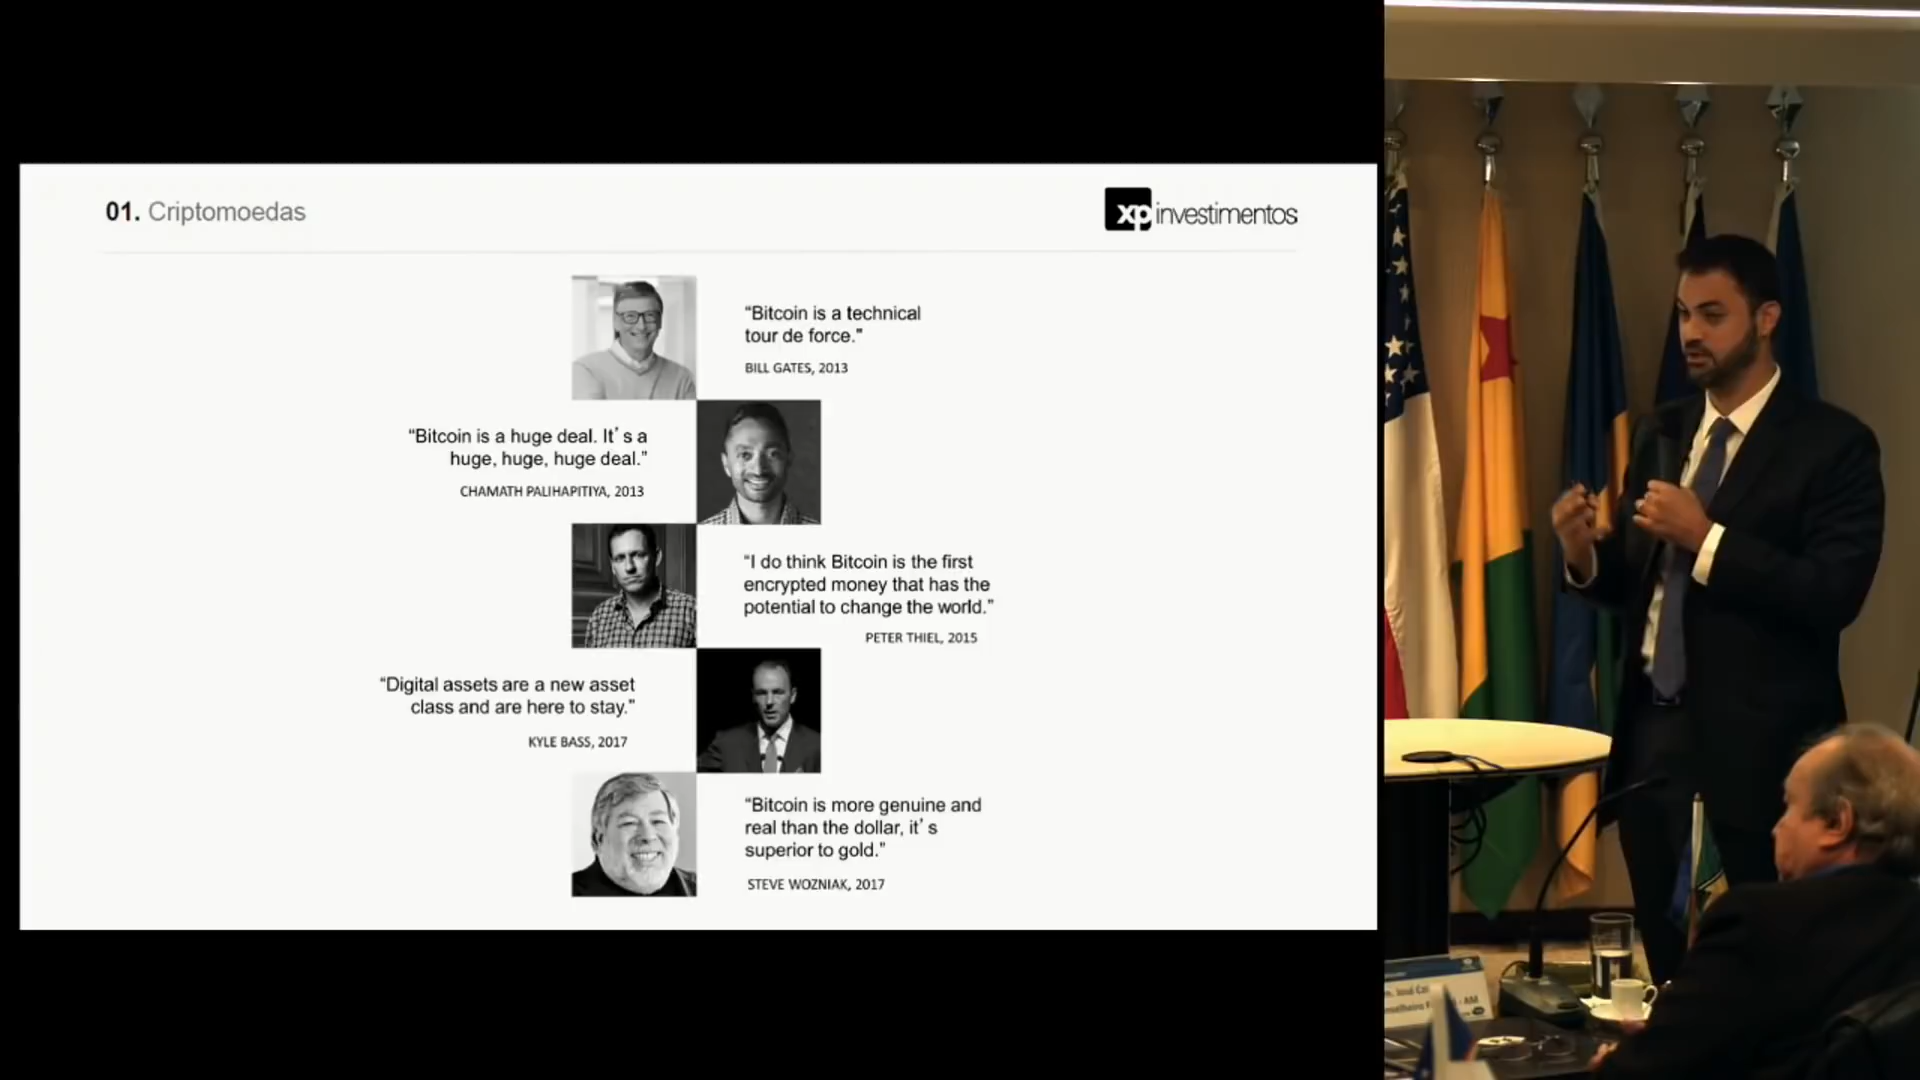 01. Criptomoedas
xp investimentos
“Bitcoin is a technical
tour de force.”
BILL GATES, 2013
“Bitcoin is a huge deal. It’s a
huge, huge, huge deal.”
CHAMATH PALIHAPITIYA, 2013
“I do think Bitcoin is the first
encrypted money that has the
potential to change the world.”
PETER THIEL, 2015
“Digital assets are a new asset
class and are here to stay.”
KYLE BASS, 2017
“Bitcoin is more genuine and
real than the dollar, it’s
superior to gold.”
STEVE WOZNIAK, 2017
José
- AM